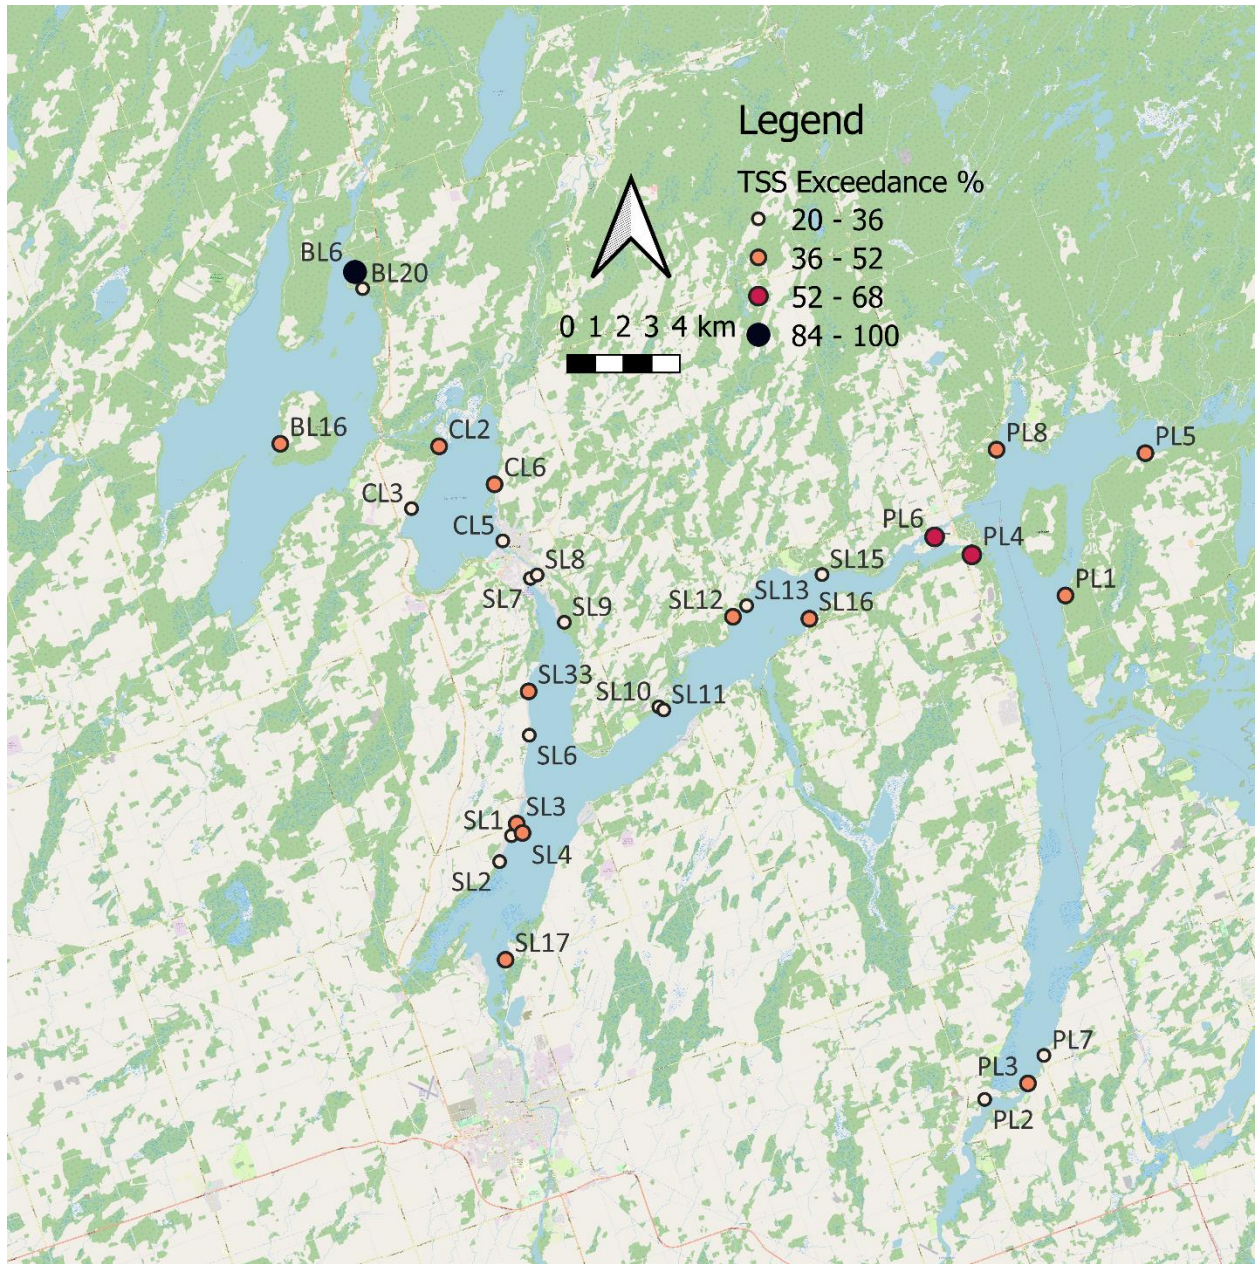 Legend
TSS Exceedance %
20 - 36
36 - 52
52 - 68
84 - 100
0 1 2 3 4 km
BL6
BL20
BL16
CL2
CL6
CL3
CL5
PL8
PL5
PL6
PL4
PL1
SL8
SL7
SL9
SL15
SL13
SL12
SL16
SL33
SL10
SL11
SL6
SL3
SL1
SL4
SL2
SL17
PL7
PL3
PL2